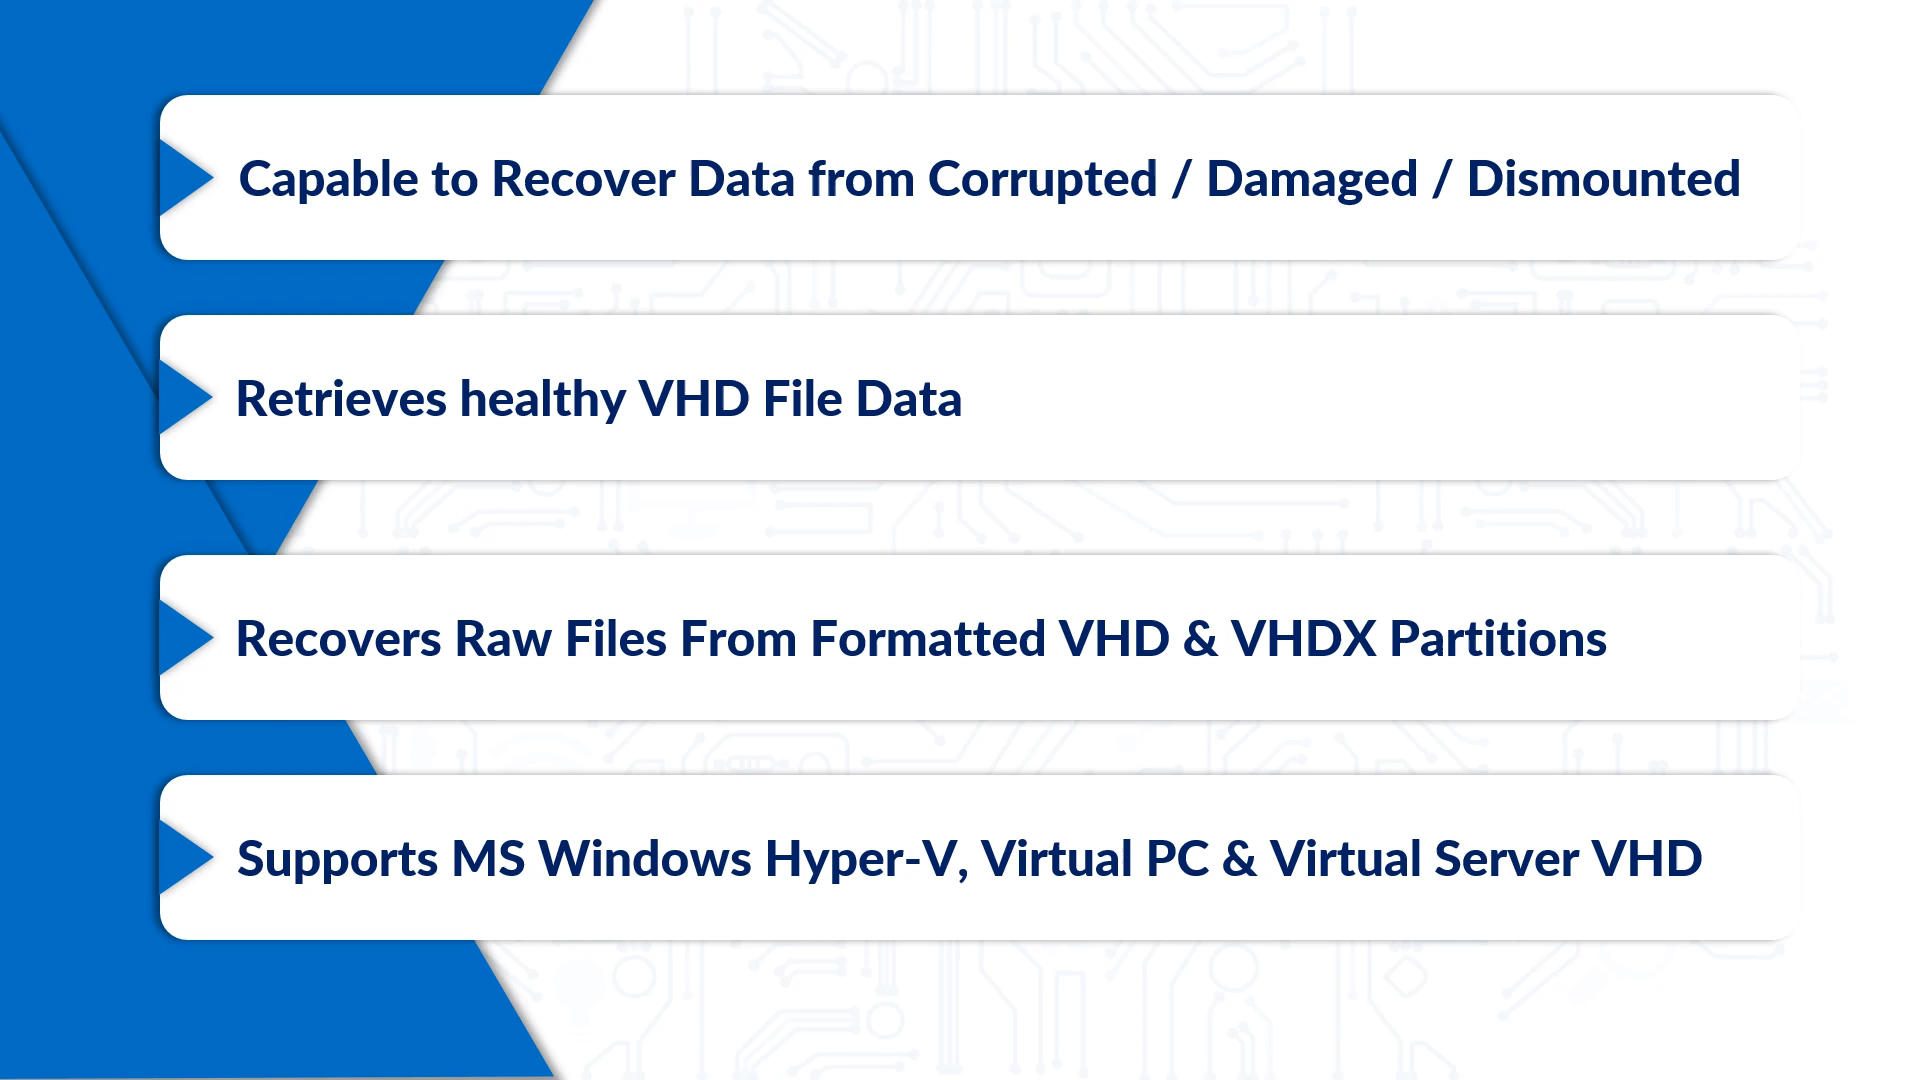 Capable to Recover Data from Corrupted / Damaged / Dismounted
Retrieves healthy VHD File Data
Recovers Raw Files From Formatted VHD & VHDX Partitions
Supports MS Windows Hyper-V, Virtual PC & Virtual Server VHD